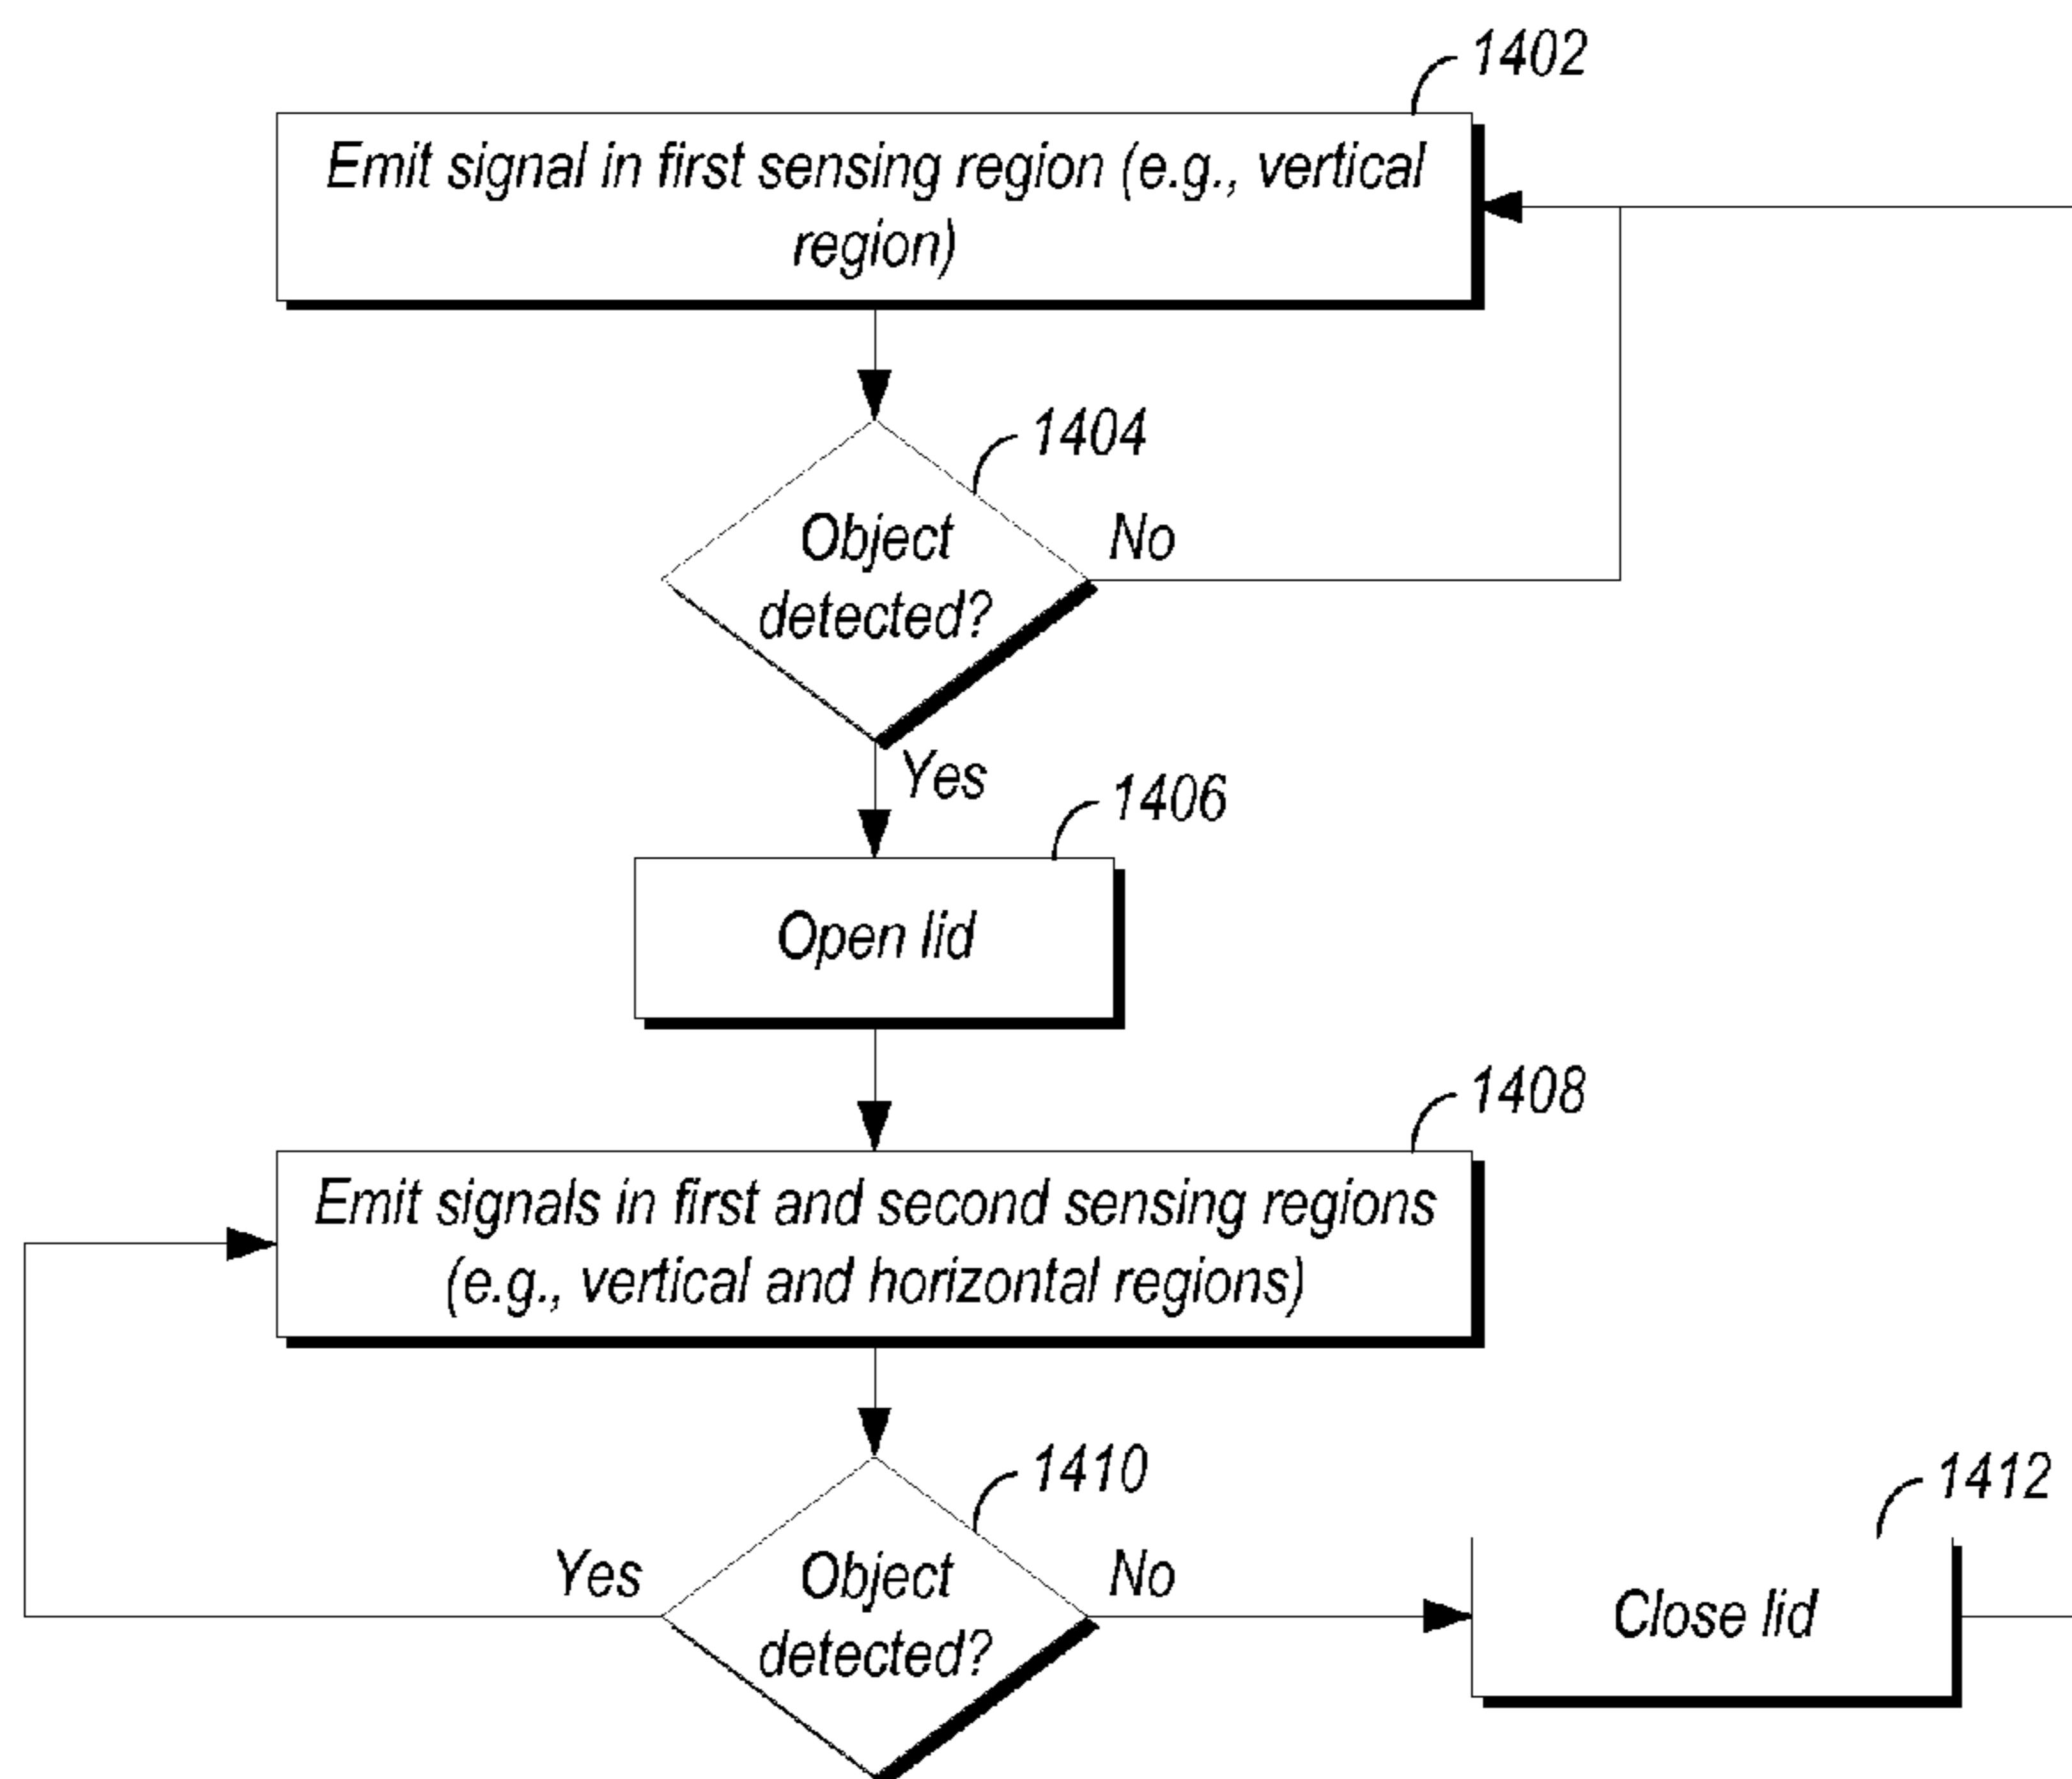 1402
Emit signal in first sensing region (e.g., vertical
region)
1404
Object
detected?
No
Yes
1406
Open lid
1408
Emit signals in first and second sensing regions
(e.g., vertical and horizontal regions)
1410
Object
detected?
Yes
No
1412
Close lid